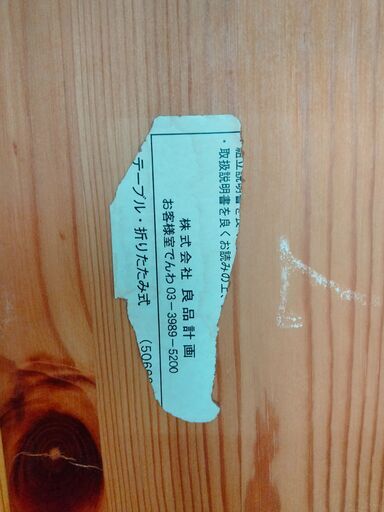 ・取扱説明書を良くお読みの上、
株式会社 良品計画
お客様室でんわ 03-3989-5200
テーブル・折りたたみ式 (5060